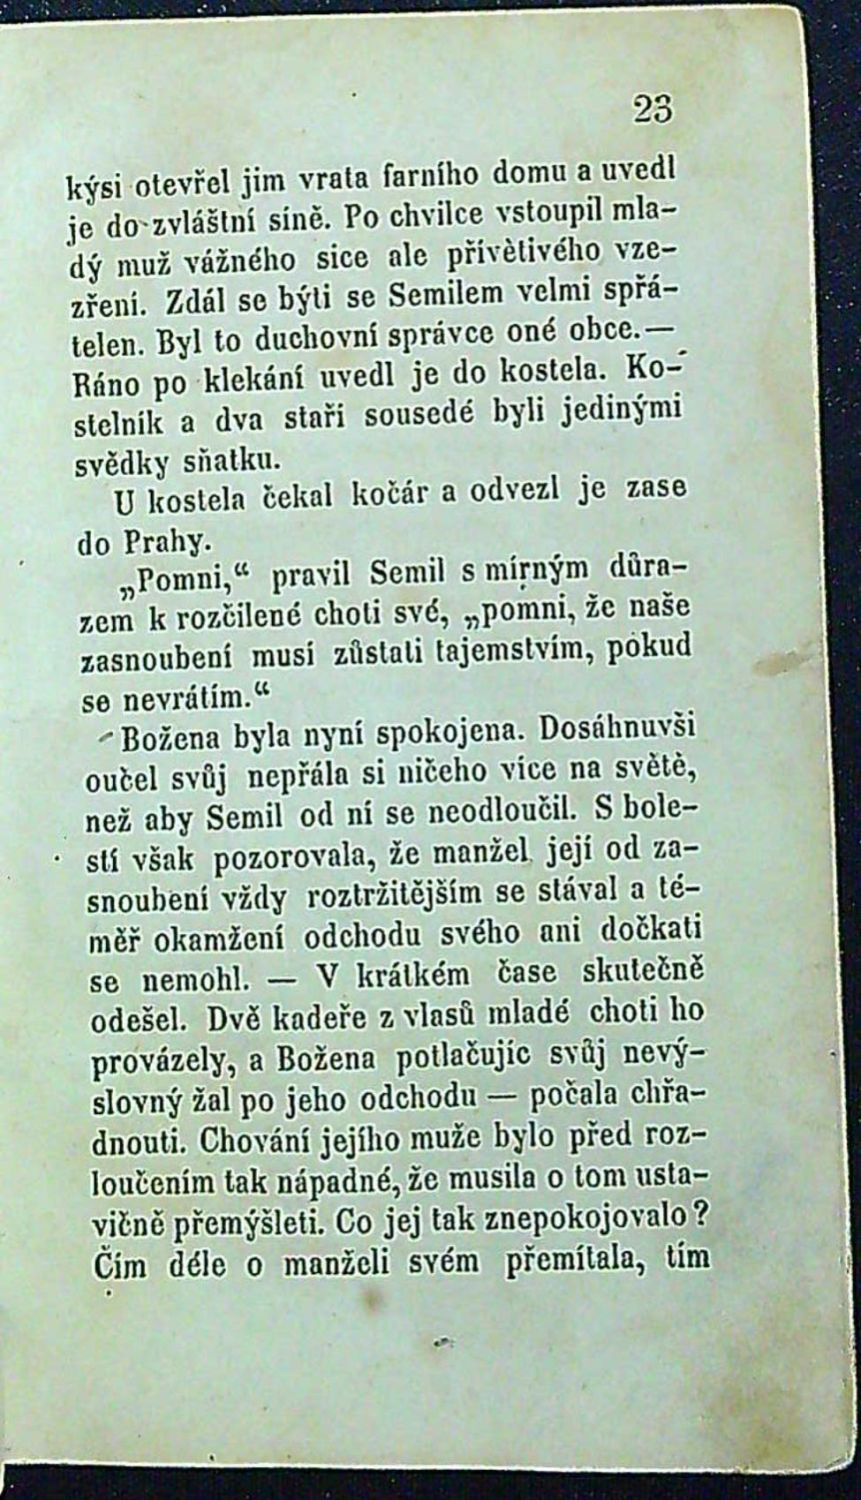 23
kýsi otevřel jim vrata farního domu a uvedl
je do zvláštní síně. Po chvilce vstoupil mla-
dý muž vážného sice ale přívětivého vze-
zření. Zdál se býti se Semilem velmi spřá-
telen. Byl to duchovní správce oné obce. —
Ráno po klekání uvedl je do kostela. Ko-
stelník a dva staří sousedé byli jedinými
svědky sňatku.
U kostela čekal kočár a odvezl je zase
do Prahy.
„Pomni,“ pravil Semil s mírným důra-
zem k rozčilené choti své, „pomni, že naše
zasnoubení musí zůstati tajemstvím, pokud
se nevrátím.“
Božena byla nyní spokojena. Dosáhnuvši
oučel svůj nepřála si ničeho více na světě,
než aby Semil od ní se neodloučil. S bole-
stí však pozorovala, že manžel její od za-
snoubení vždy roztržitějším se stával a té-
měř okamžení odchodu svého ani dočkati
se nemohl. — V krátkém čase skutečně
odešel. Dvě kadeře z vlasů mladé choti ho
provázely, a Božena potlačujíc svůj nevý-
slovný žal po jeho odchodu — počala chřa-
dnouti. Chování jejího muže bylo před roz-
loučením tak nápadné, že musila o tom usta-
vičně přemýšleti. Co jej tak znepokojovalo?
Čím déle o manželi svém přemítala, tím